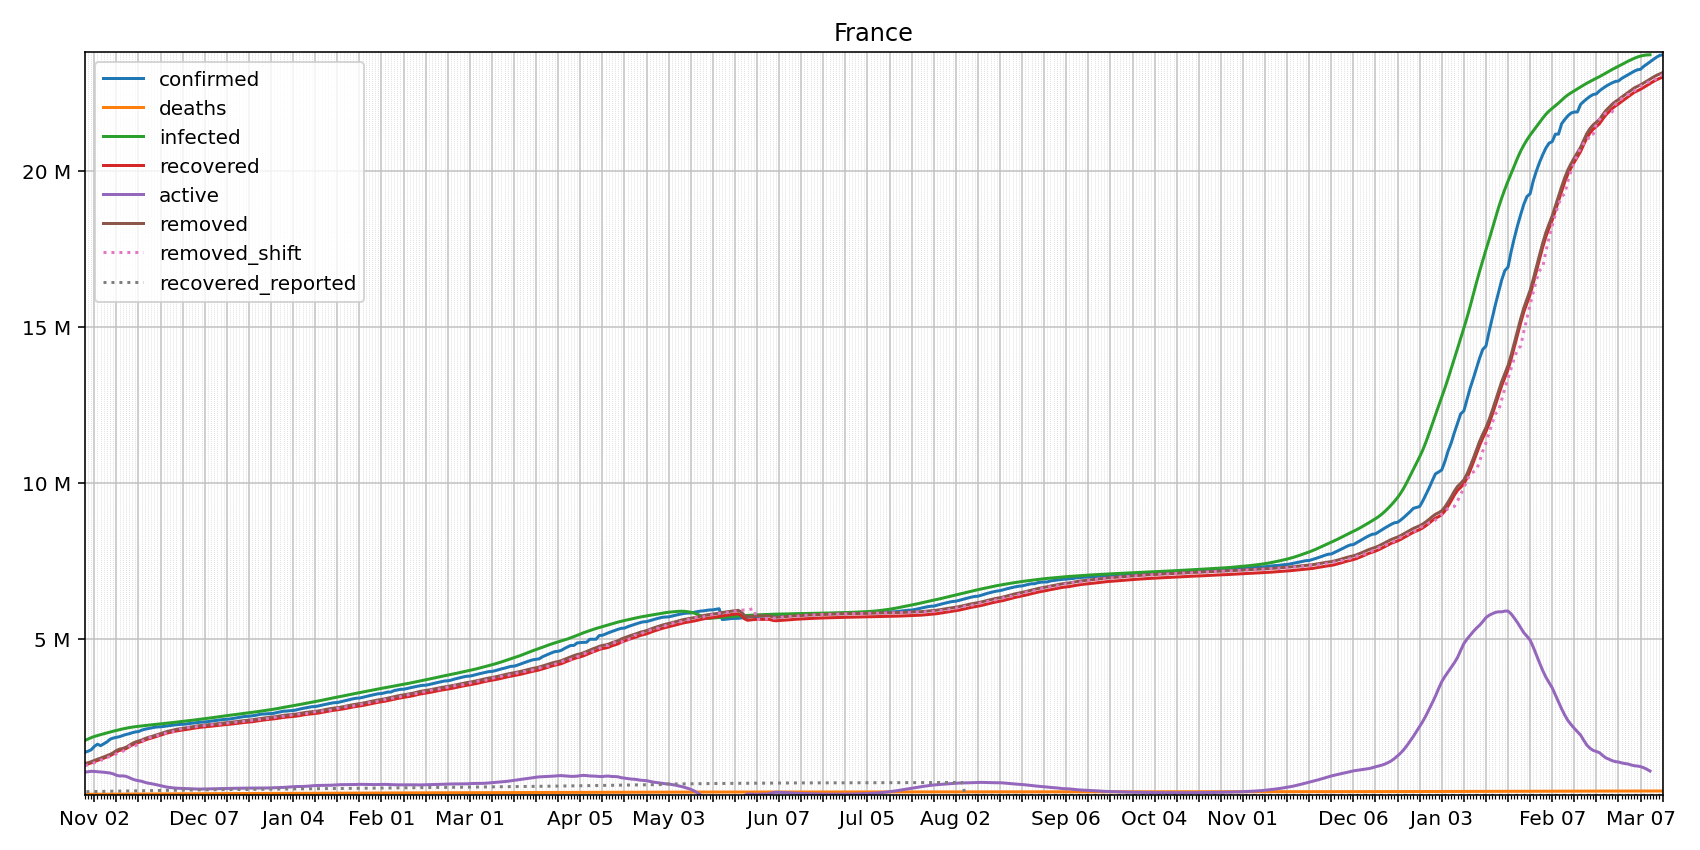 France
confirmed
deaths
infected
recovered
active
removed
removed_shift
recovered_reported
20 M
15 M
10 M
5 M
Nov 02 Dec 07 Jan 04 Feb 01 Mar 01 Apr 05 May 03 Jun 07 Jul 05 Aug 02 Sep 06 Oct 04 Nov 01 Dec 06 Jan 03 Feb 07 Mar 07